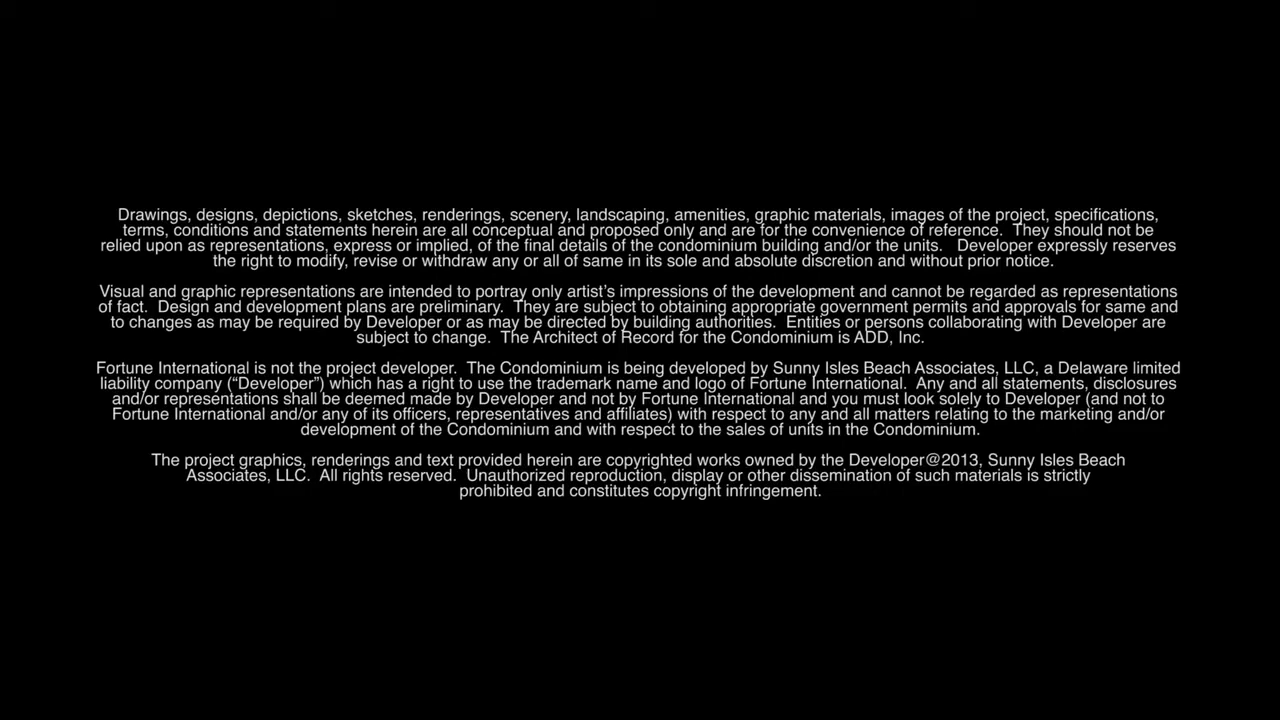 Drawings, designs, depictions, sketches, renderings, scenery, landscaping, amenities, graphic materials, images of the project, specifications,
terms, conditions and statements herein are all conceptual and proposed only and are for the convenience of reference.  They should not be
relied upon as representations, express or implied, of the final details of the condominium building and/or the units.   Developer expressly reserves
the right to modify, revise or withdraw any or all of same in its sole and absolute discretion and without prior notice.
Visual and graphic representations are intended to portray only artist's impressions of the development and cannot be regarded as representations
of fact.  Design and development plans are preliminary.  They are subject to obtaining appropriate government permits and approvals for same and
to changes as may be required by Developer or as may be directed by building authorities.  Entities or persons collaborating with Developer are
subject to change.  The Architect of Record for the Condominium is ADD, Inc.
Fortune International is not the project developer.  The Condominium is being developed by Sunny Isles Beach Associates, LLC, a Delaware limited
liability company (“Developer”) which has a right to use the trademark name and logo of Fortune International.  Any and all statements, disclosures
and/or representations shall be deemed made by Developer and not by Fortune International and you must look solely to Developer (and not to
Fortune International and/or any of its officers, representatives and affiliates) with respect to any and all matters relating to the marketing and/or
development of the Condominium and with respect to the sales of units in the Condominium.
The project graphics, renderings and text provided herein are copyrighted works owned by the Developer@2013, Sunny Isles Beach
Associates, LLC.  All rights reserved.  Unauthorized reproduction, display or other dissemination of such materials is strictly
prohibited and constitutes copyright infringement.